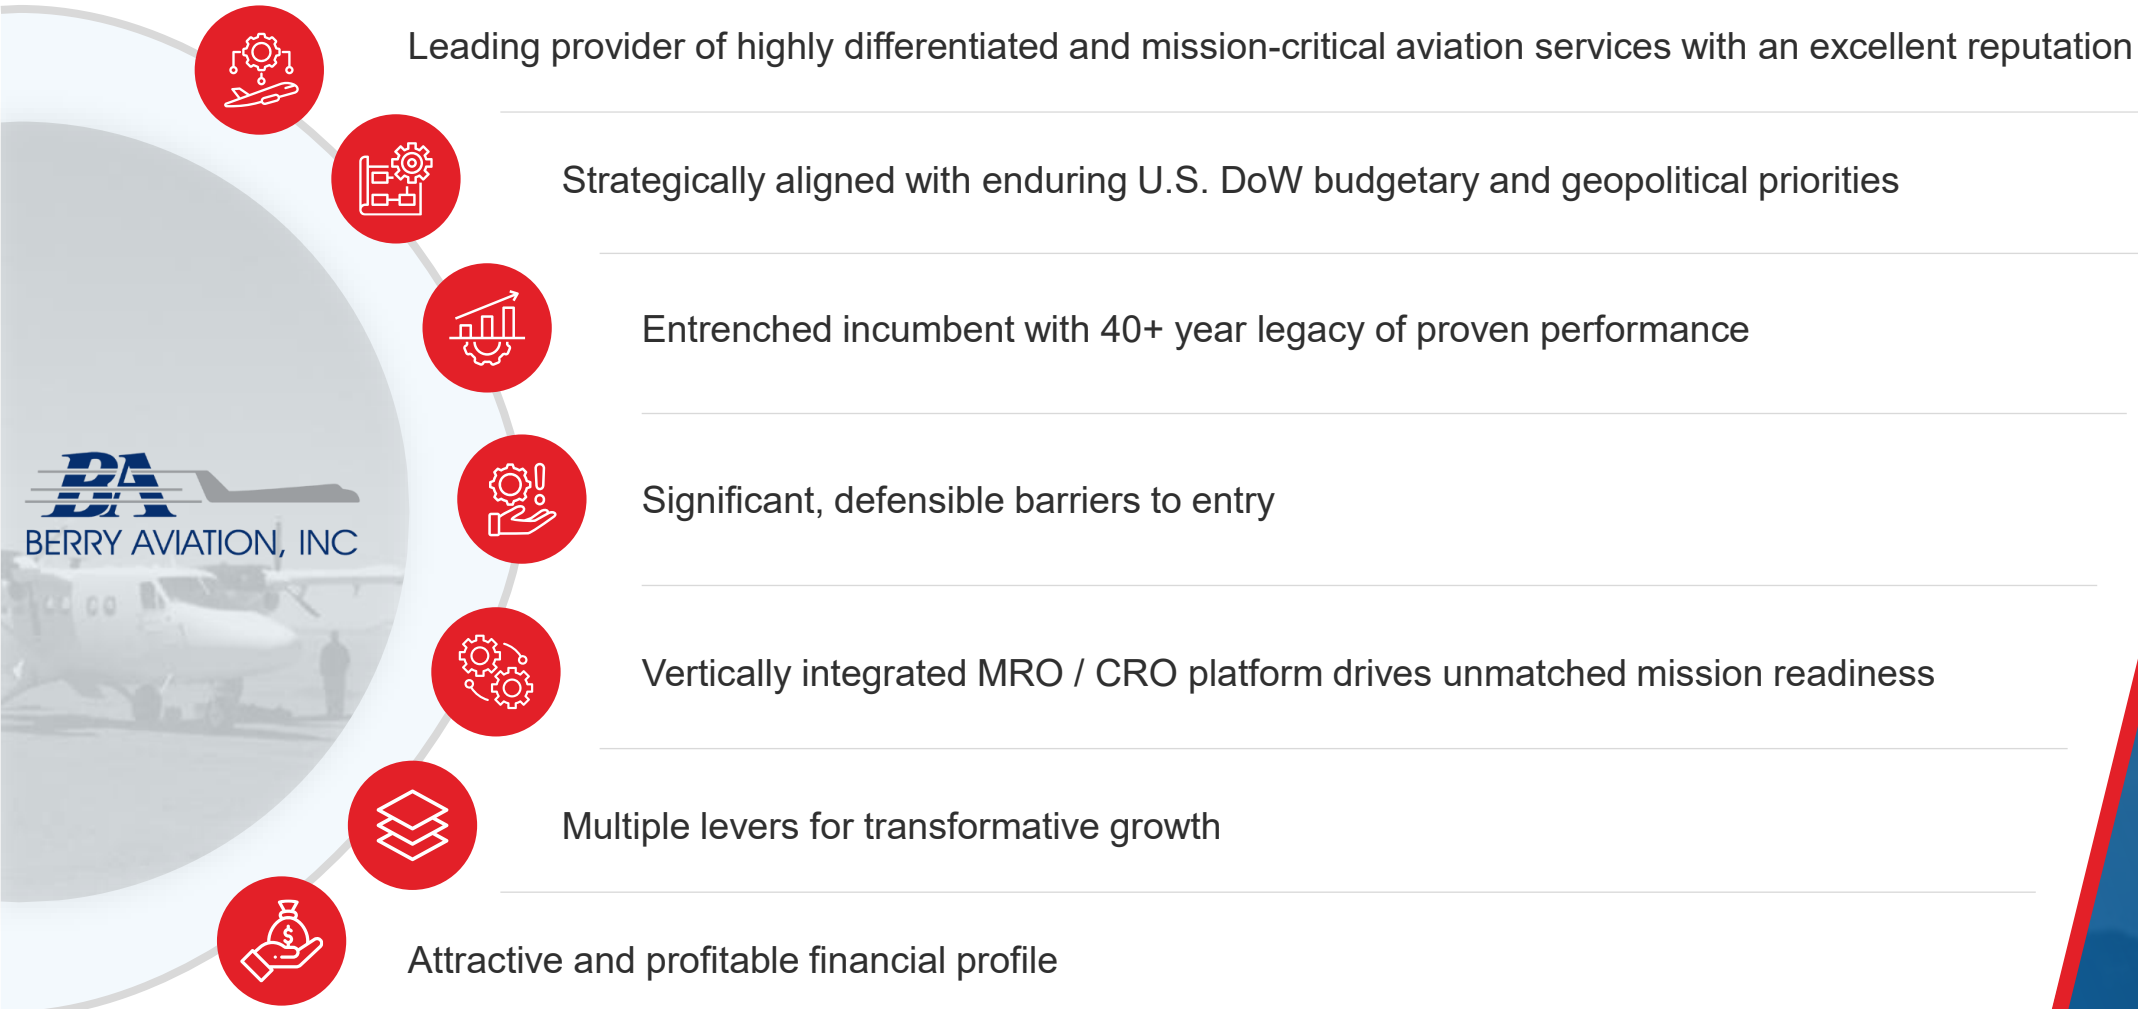 Leading provider of highly differentiated and mission-critical aviation services with an excellent reputation
Strategically aligned with enduring U.S. DoW budgetary and geopolitical priorities
Entrenched incumbent with 40+ year legacy of proven performance
BA
BERRY AVIATION, INC
Significant, defensible barriers to entry
Vertically integrated MRO / CRO platform drives unmatched mission readiness
Multiple levers for transformative growth
$
Attractive and profitable financial profile